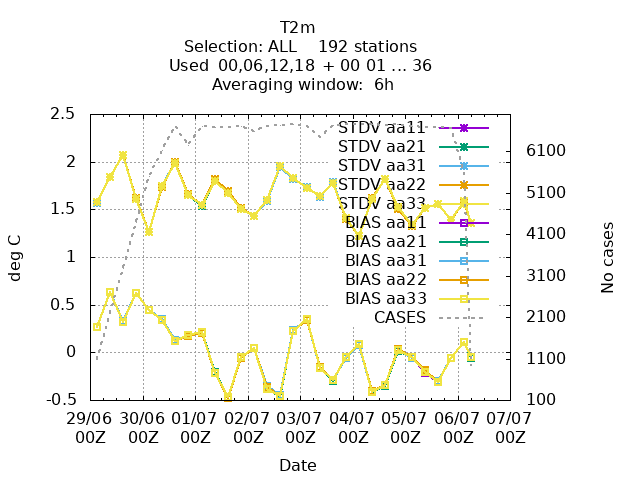 T2m
Selection: ALL    192 stations
Used  00,06,12,18 + 00 01 ... 36
Averaging window:  6h
2.5
2
1.5
1
0.5
0
-0.5
deg C
6100
5100
4100
3100
2100
1100
100
No cases
STDV aa11
STDV aa21
STDV aa31
STDV aa22
STDV aa33
BIAS aa11
BIAS aa21
BIAS aa31
BIAS aa22
BIAS aa33
CASES
29/06 30/06 01/07 02/07 03/07 04/07 05/07 06/07 07/07
00Z 00Z 00Z 00Z 00Z 00Z 00Z 00Z 00Z
Date